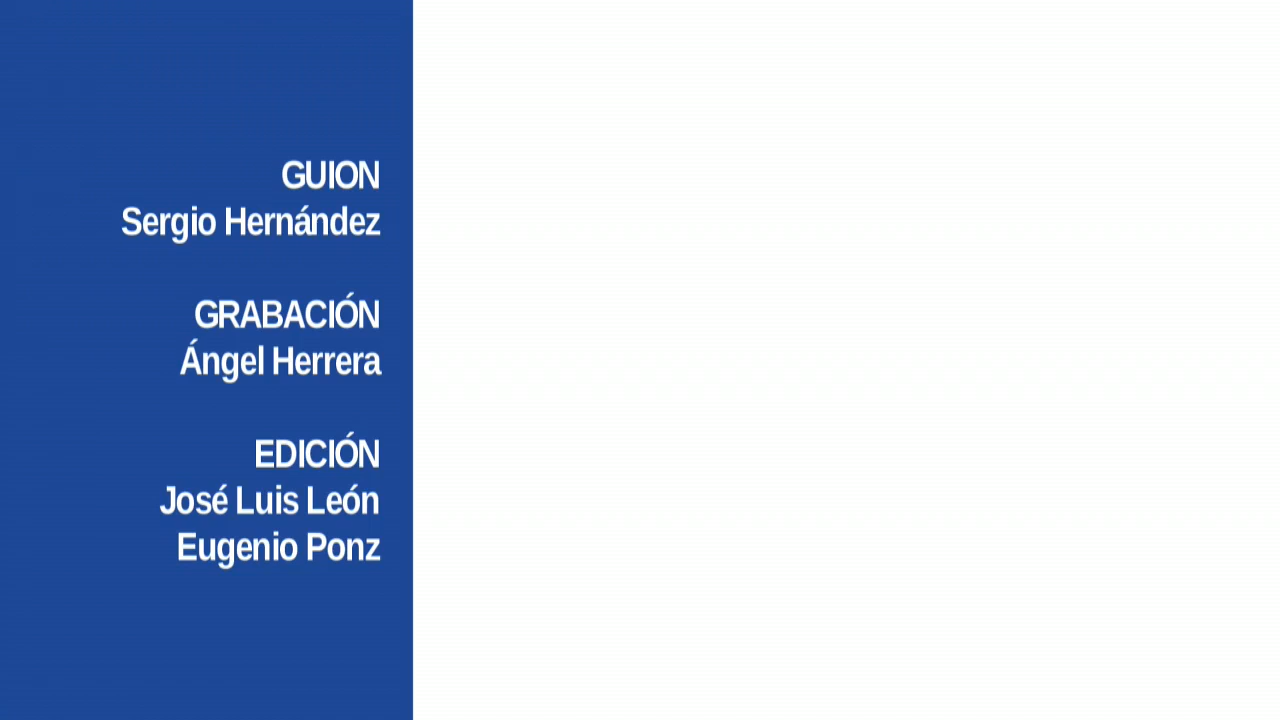 GUION
Sergio Hernández
GRABACIÓN
Ángel Herrera
EDICIÓN
José Luis León
Eugenio Ponz